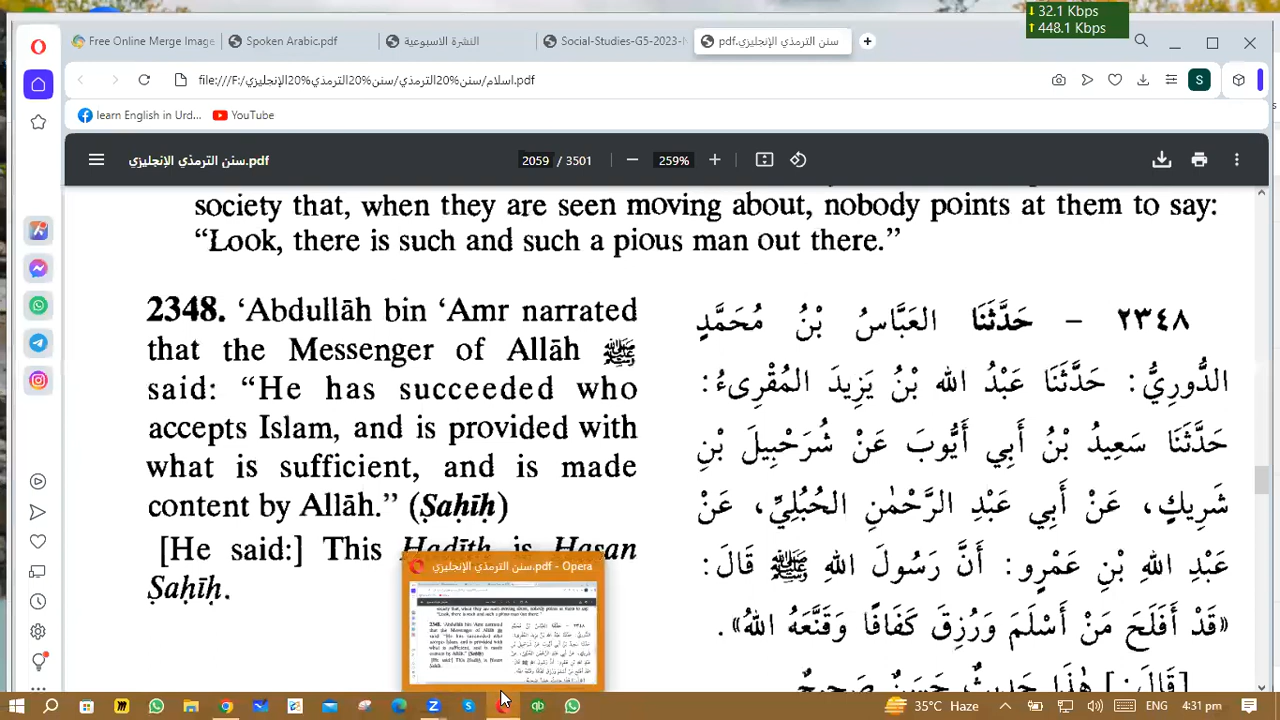 32.1 Kbps
448.1 Kbps
Free Online Merge Image
Spoken Arabic.pd
النشرة الاسبوعية
Social-Studies-G5-2023-
سنن الترمذي الإنجليزي.pdf
file:///F:/اسلام/سنن%20الترمذي/سنن%20الترمذي%20الإنجليزي.pdf
S
learn English in Urd...
YouTube
سنن الترمذي الإنجليزي.pdf
2059 / 3501
259%
society that, when they are seen moving about, nobody points at them to say:
“Look, there is such and such a pious man out there.”
2348. ‘Abdullāh bin ‘Amr narrated
that the Messenger of Allāh ﷺ
said: “He has succeeded who
accepts Islam, and is provided with
what is sufficient, and is made
content by Allāh.” (Ṣaḥīḥ)
[He said:] This Ḥadīth is Ḥasan
Ṣaḥīḥ.
٢٣٤٨ – حَدَّثَنَا العَبَّاسُ بْنُ مُحَمَّدٍ
الدُّورِيُّ: حَدَّثَنَا عَبْدُ الله بْنُ يَزِيدَ المُقْرِىءُ:
حَدَّثَنَا سَعِيدُ بْنُ أَبِي أَيُّوبَ عَنْ شُرَحْبِيلَ بْنِ
شَرِيكٍ، عَنْ أَبِي عَبْدِ الرَّحْمٰنِ الحُبُلِيِّ، عَنْ
عَبْدِ اللهِ بْنِ عَمْرٍو: أَنَّ رَسُولَ اللهِ ﷺ قَالَ:
«قَدْ أَفْلَحَ مَنْ أَسْلَمَ وَرُزِقَ كَفَافًا وَقَنَّعَهُ اللهُ».
[قَالَ:] هٰذَا حَدِيثٌ حَسَنٌ صَحِيحٌ
سنن الترمذي الإنجليزي.pdf - Opera
35°C Haze
ENG
4:31 pm